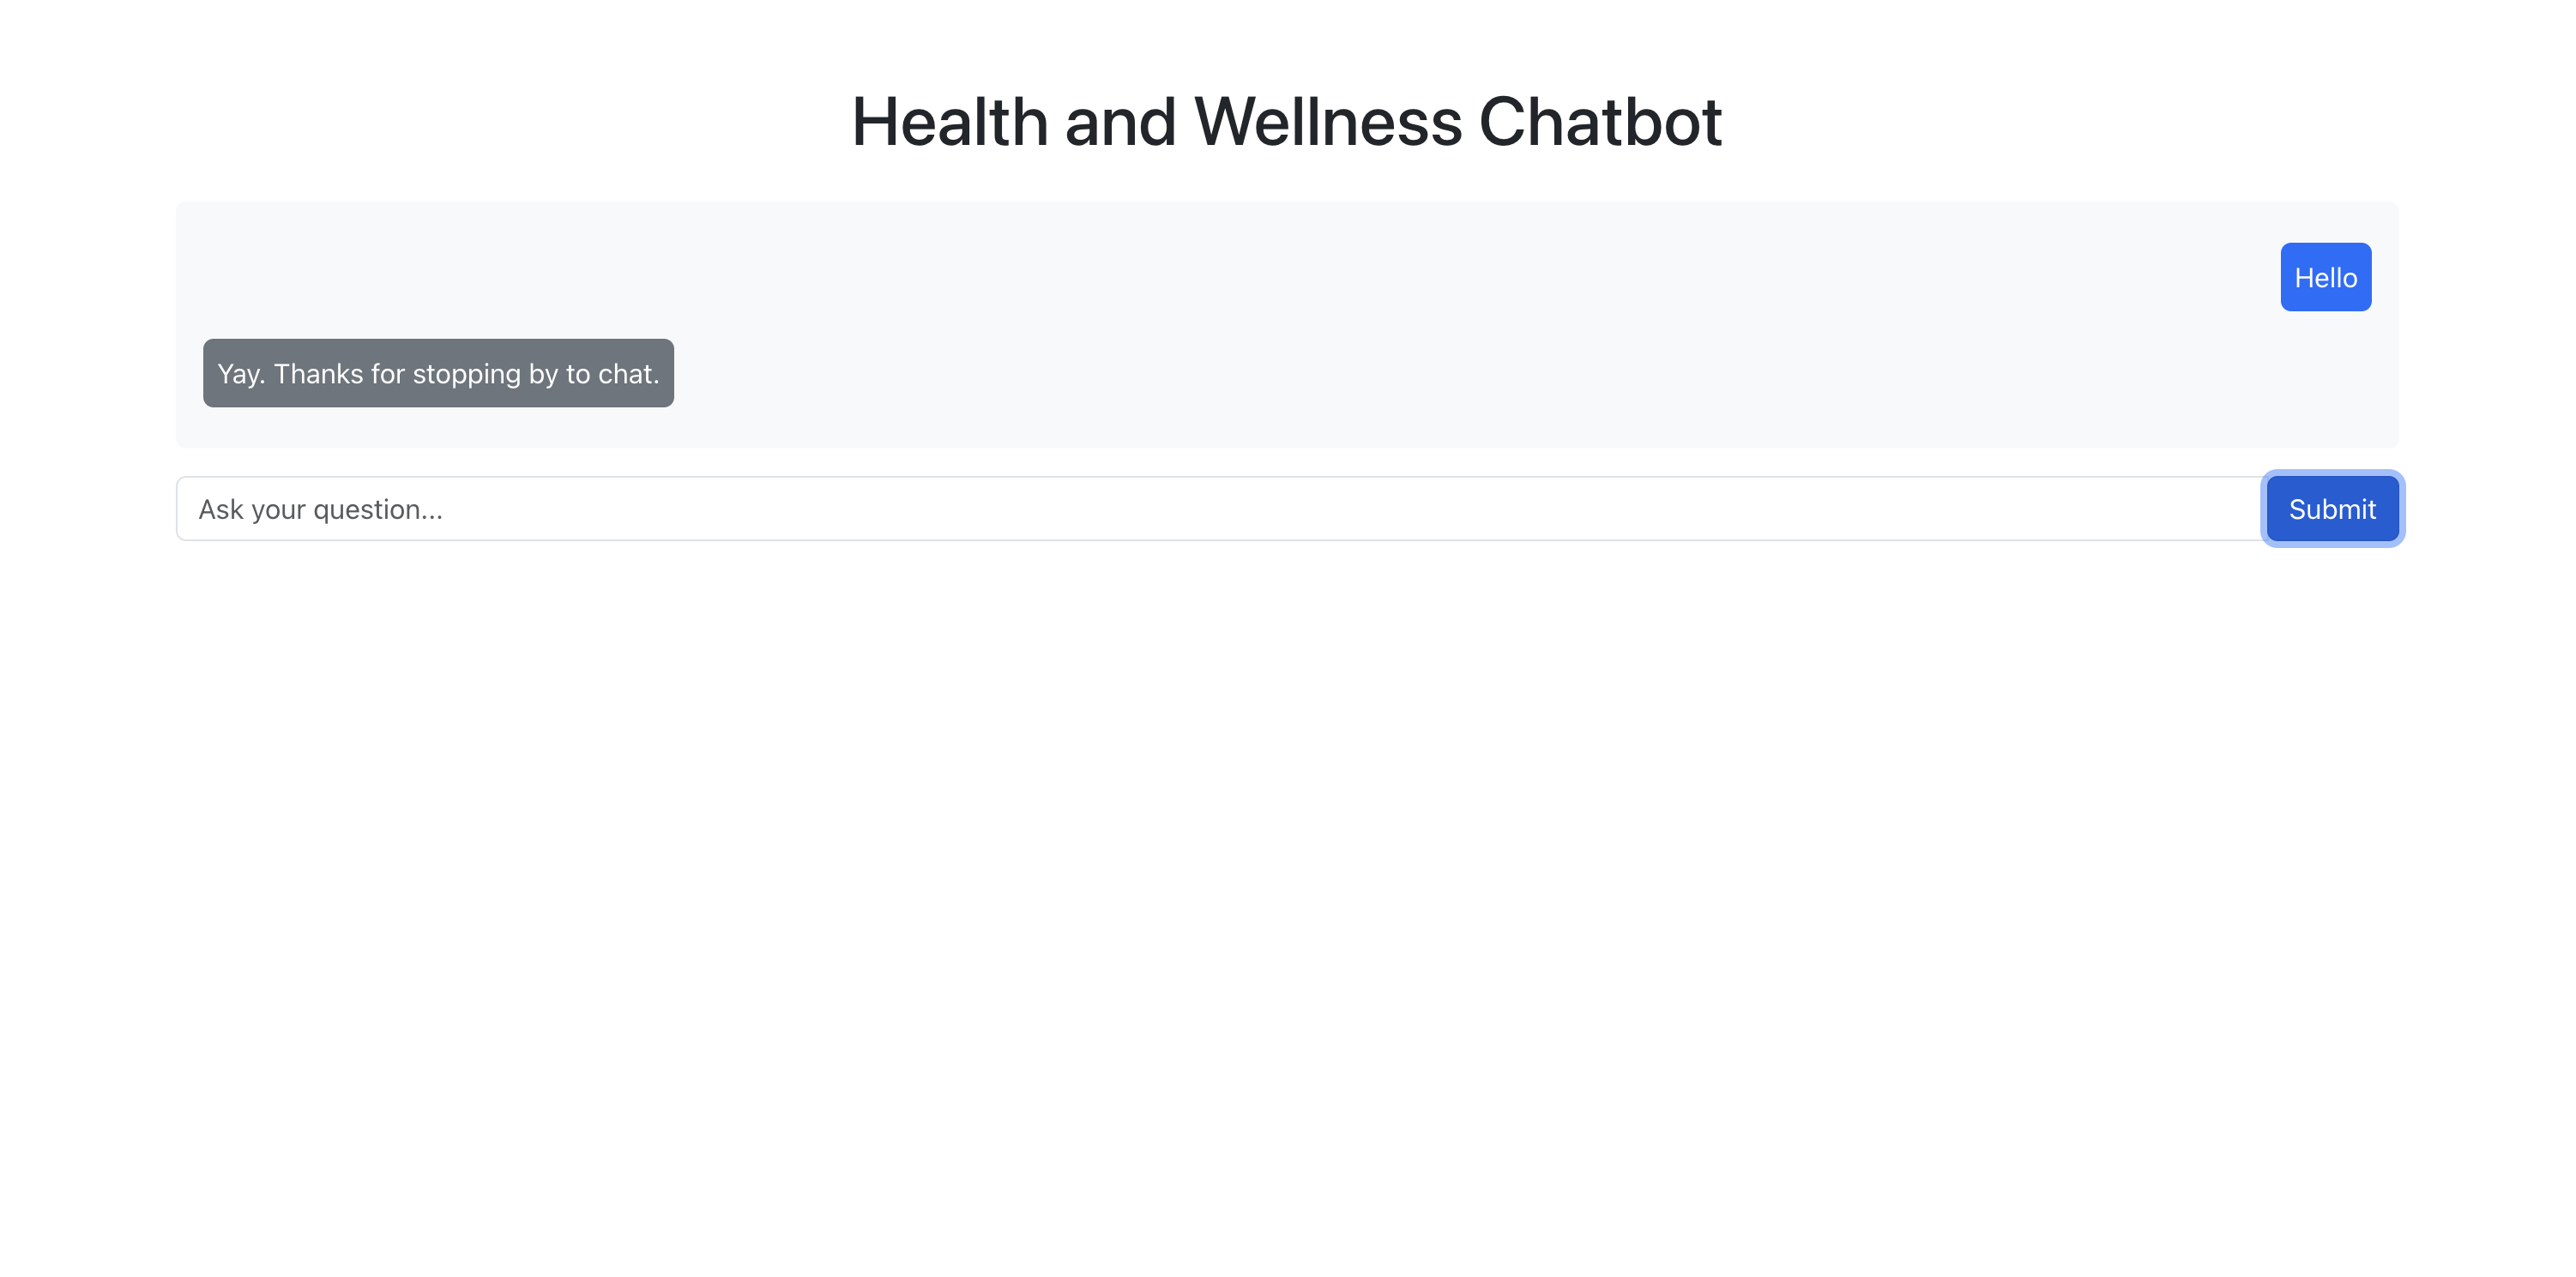 Health and Wellness Chatbot
Hello
Yay. Thanks for stopping by to chat.
Ask your question...
Submit